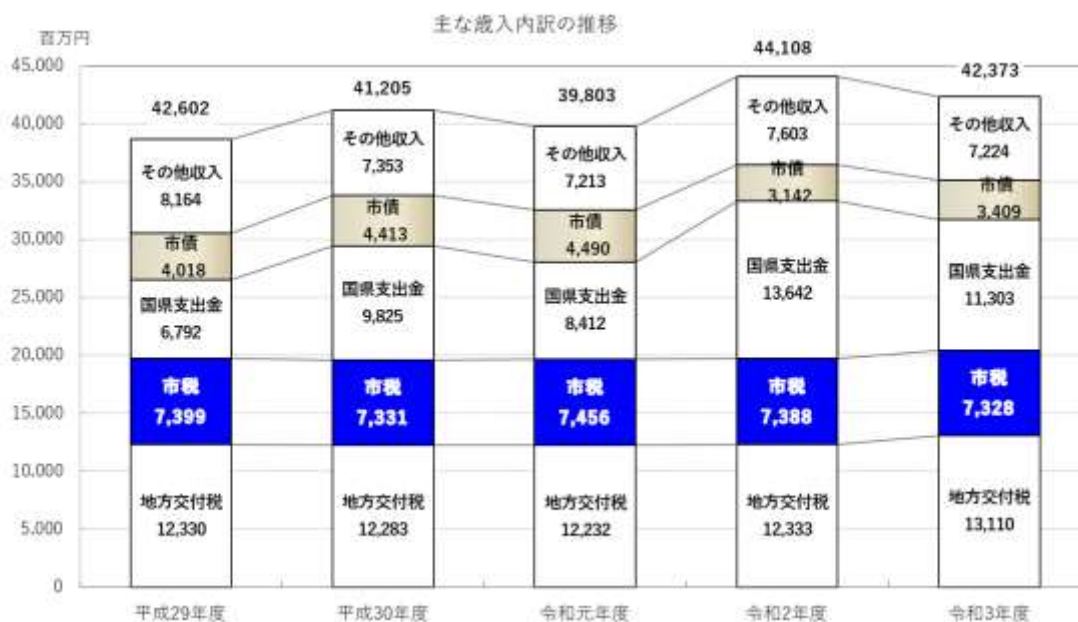 主な歳入内訳の推移
百万円
45,000
40,000
35,000
30,000
25,000
20,000
15,000
10,000
5,000
0
42,602
その他収入
8,164
市債
4,018
国県支出金
6,792
市税
7,399
地方交付税
12,330
平成29年度
41,205
その他収入
7,353
市債
4,413
国県支出金
9,825
市税
7,331
地方交付税
12,283
平成30年度
39,803
その他収入
7,213
市債
4,490
国県支出金
8,412
市税
7,456
地方交付税
12,232
令和元年度
44,108
その他収入
7,603
市債
3,142
国県支出金
13,642
市税
7,388
地方交付税
12,333
令和2年度
42,373
その他収入
7,224
市債
3,409
国県支出金
11,303
市税
7,328
地方交付税
13,110
令和3年度